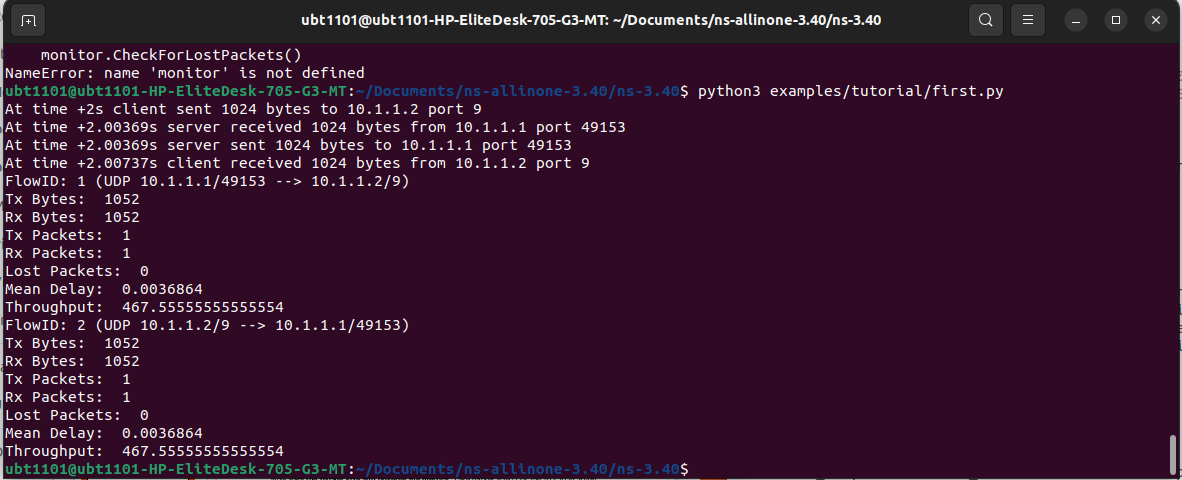 ubt1101@ubt1101-HP-EliteDesk-705-G3-MT: ~/Documents/ns-allinone-3.40/ns-3.40
    monitor.CheckForLostPackets()
NameError: name 'monitor' is not defined
ubt1101@ubt1101-HP-EliteDesk-705-G3-MT:~/Documents/ns-allinone-3.40/ns-3.40$ python3 examples/tutorial/first.py
At time +2s client sent 1024 bytes to 10.1.1.2 port 9
At time +2.00369s server received 1024 bytes from 10.1.1.1 port 49153
At time +2.00369s server sent 1024 bytes to 10.1.1.1 port 49153
At time +2.00737s client received 1024 bytes from 10.1.1.2 port 9
FlowID: 1 (UDP 10.1.1.1/49153 --> 10.1.1.2/9)
Tx Bytes:  1052
Rx Bytes:  1052
Tx Packets:  1
Rx Packets:  1
Lost Packets:  0
Mean Delay:  0.0036864
Throughput:  467.55555555555554
FlowID: 2 (UDP 10.1.1.2/9 --> 10.1.1.1/49153)
Tx Bytes:  1052
Rx Bytes:  1052
Tx Packets:  1
Rx Packets:  1
Lost Packets:  0
Mean Delay:  0.0036864
Throughput:  467.55555555555554
ubt1101@ubt1101-HP-EliteDesk-705-G3-MT:~/Documents/ns-allinone-3.40/ns-3.40$